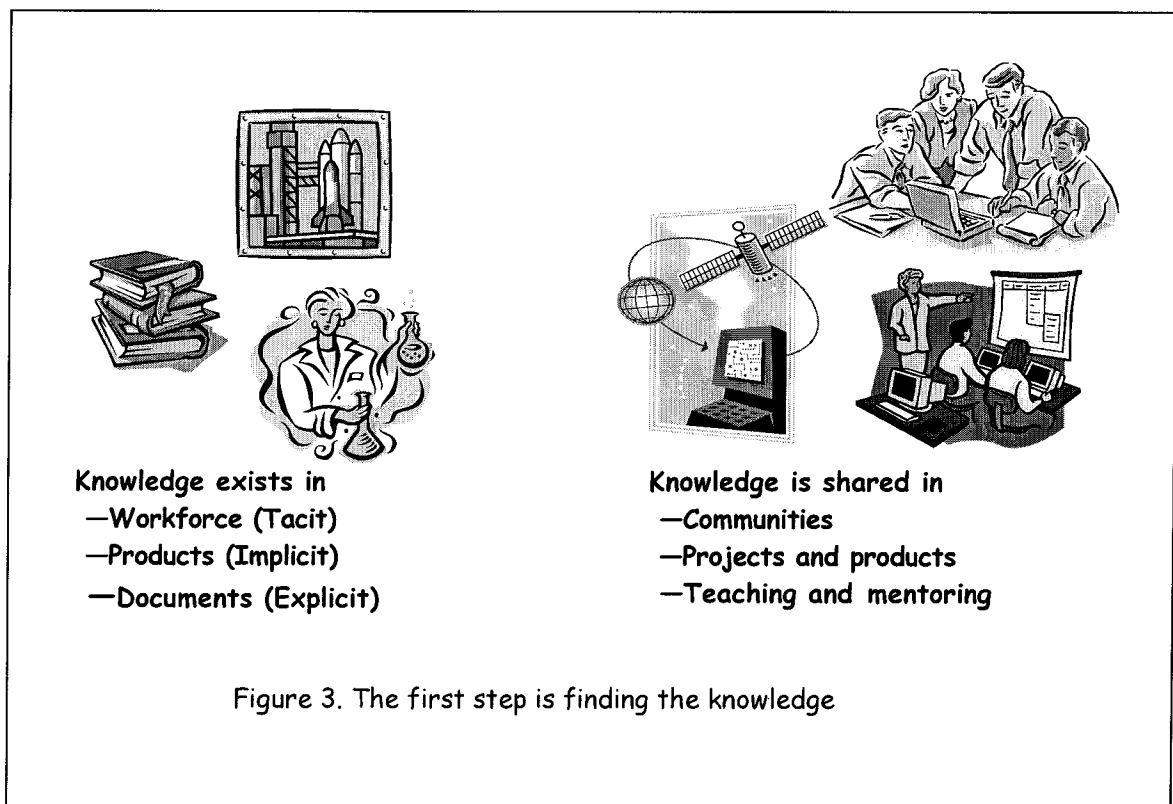 Knowledge exists in
—Workforce (Tacit)
—Products (Implicit)
—Documents (Explicit)
Knowledge is shared in
—Communities
—Projects and products
—Teaching and mentoring
Figure 3. The first step is finding the knowledge